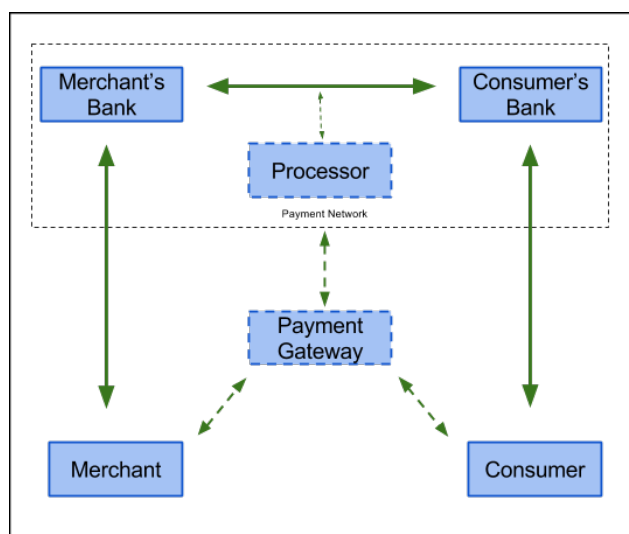 Merchant's
Bank
Consumer's
Bank
Processor
Payment Network
Payment
Gateway
Merchant
Consumer